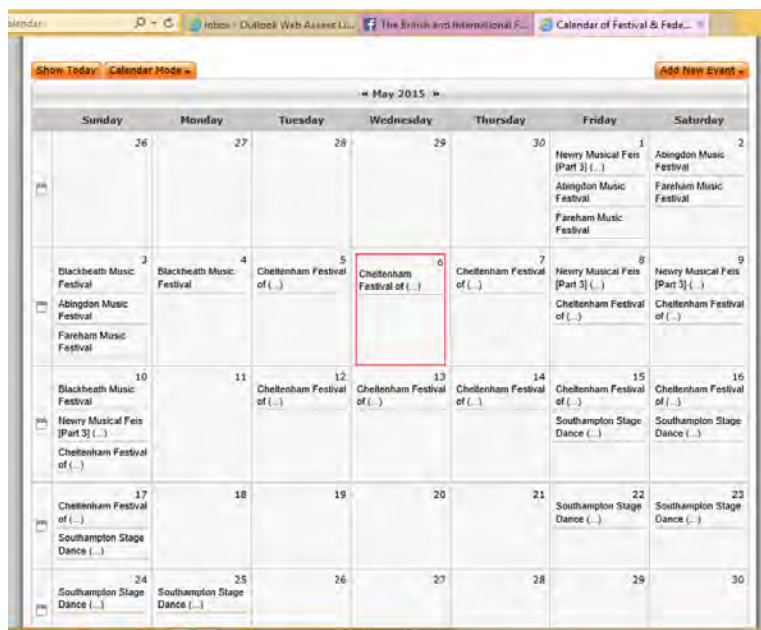 Inbox - Outlook Web Access Li...
The British and International F...
Calendar of Festival & Fede...
Show Today
Calendar Mode
Add New Event
« May 2015 »
Sunday Monday Tuesday Wednesday Thursday Friday Saturday
26 27 28 29 30 1 2
Newry Musical Feis
[Part 3] (...)
Abingdon Music
Festival
Fareham Music
Festival
Abingdon Music
Festival
Fareham Music
Festival
3 4 5 6 7 8 9
Blackheath Music
Festival
Abingdon Music
Festival
Fareham Music
Festival
Blackheath Music
Festival
Cheltenham Festival
of (...)
Cheltenham
Festival of (...)
Cheltenham Festival
of (...)
Newry Musical Feis
[Part 3] (...)
Cheltenham Festival
of (...)
Newry Musical Feis
[Part 3] (...)
Cheltenham Festival
of (...)
10 11 12 13 14 15 16
Blackheath Music
Festival
Newry Musical Feis
[Part 3] (...)
Cheltenham Festival
of (...)
Cheltenham Festival
of (...)
Cheltenham Festival
of (...)
Cheltenham Festival
of (...)
Cheltenham Festival
of (...)
Southampton Stage
Dance (...)
Cheltenham Festival
of (...)
Southampton Stage
Dance (...)
17 18 19 20 21 22 23
Cheltenham Festival
of (...)
Southampton Stage
Dance (...)
Southampton Stage
Dance (...)
Southampton Stage
Dance (...)
24 25 26 27 28 29 30
Southampton Stage
Dance (...)
Southampton Stage
Dance (...)